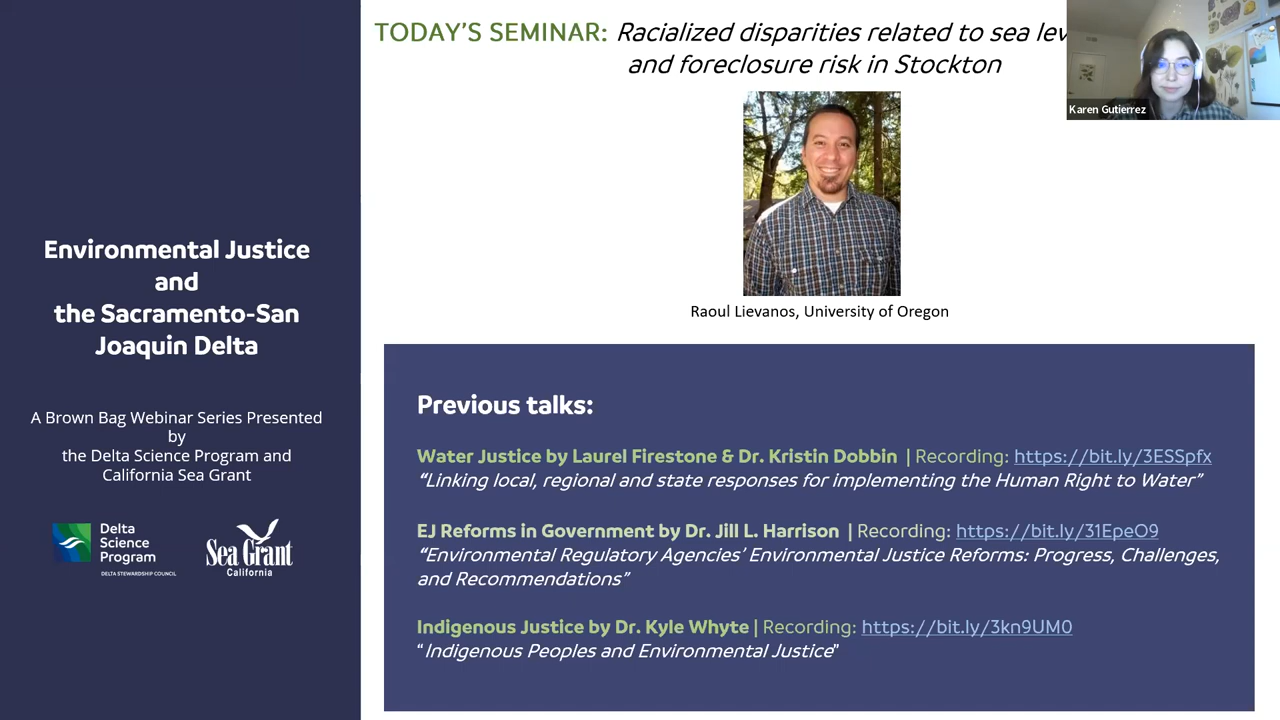 Environmental Justice
and
the Sacramento-San
Joaquin Delta
A Brown Bag Webinar Series Presented
by
the Delta Science Program and
California Sea Grant
Delta
Science
Program
DELTA STEWARDSHIP COUNCIL
Sea Grant
California
TODAY'S SEMINAR: Racialized disparities related to sea lev
and foreclosure risk in Stockton
Karen Gutierrez
Raoul Lievanos, University of Oregon
Previous talks:
Water Justice by Laurel Firestone & Dr. Kristin Dobbin | Recording: https://bit.ly/3ESSpfx
“Linking local, regional and state responses for implementing the Human Right to Water”
EJ Reforms in Government by Dr. Jill L. Harrison | Recording: https://bit.ly/31EpeO9
“Environmental Regulatory Agencies’ Environmental Justice Reforms: Progress, Challenges,
and Recommendations”
Indigenous Justice by Dr. Kyle Whyte | Recording: https://bit.ly/3kn9UM0
“Indigenous Peoples and Environmental Justice”